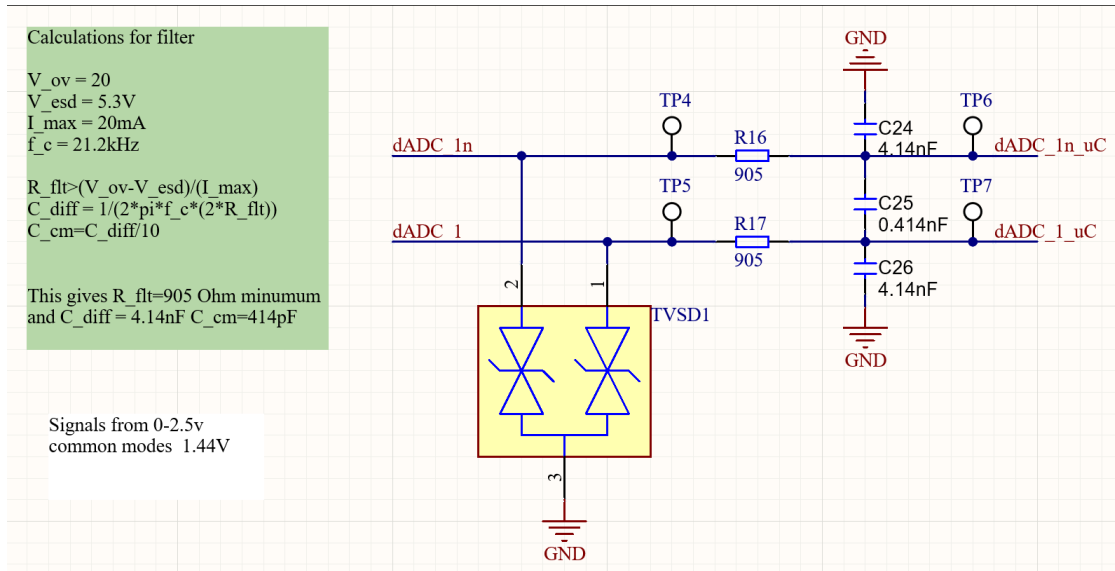 Calculations for filter
V_ov = 20
V_esd = 5.3V
I_max = 20mA
f_c = 21.2kHz
R_flt>(V_ov-V_esd)/(I_max)
C_diff = 1/(2*pi*f_c*(2*R_flt))
C_cm=C_diff/10
This gives R_flt=905 Ohm minumum
and C_diff = 4.14nF C_cm=414pF
Signals from 0-2.5v
common modes 1.44V
GND
TP4
TP6
C24
4.14nF
dADC_1n
R16
905
dADC_1n_uC
TP5
TP7
C25
0.414nF
dADC_1
R17
905
dADC_1_uC
C26
4.14nF
GND
2
1
TVSD1
3
GND